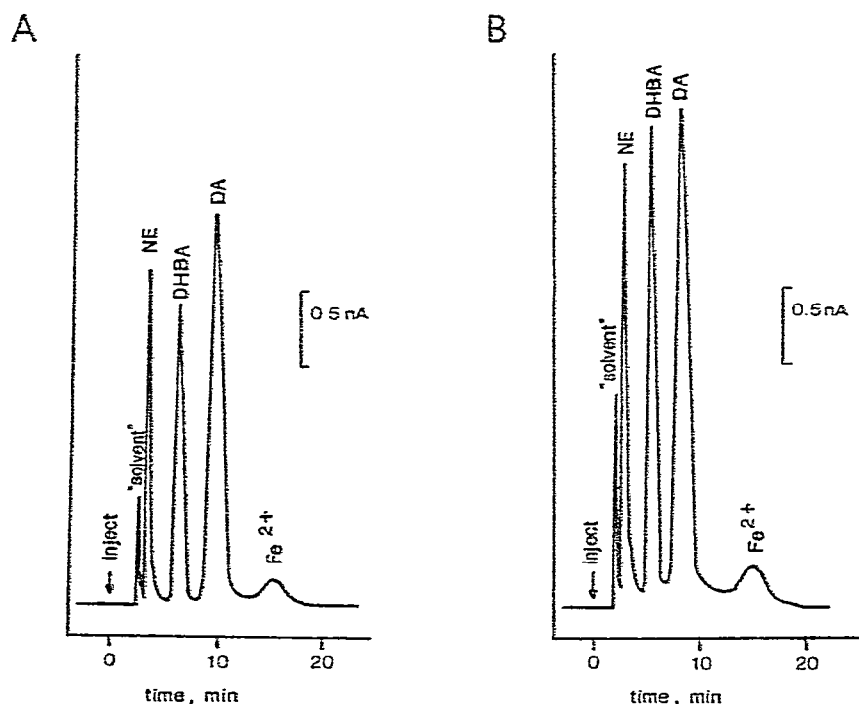 A
"solvent"
NE
DHBA
DA
0.5 nA
Inject
Fe2+
0
10
20
time, min
B
"solvent"
NE
DHBA
DA
0.5nA
Inject
Fe2+
0
10
20
time, min